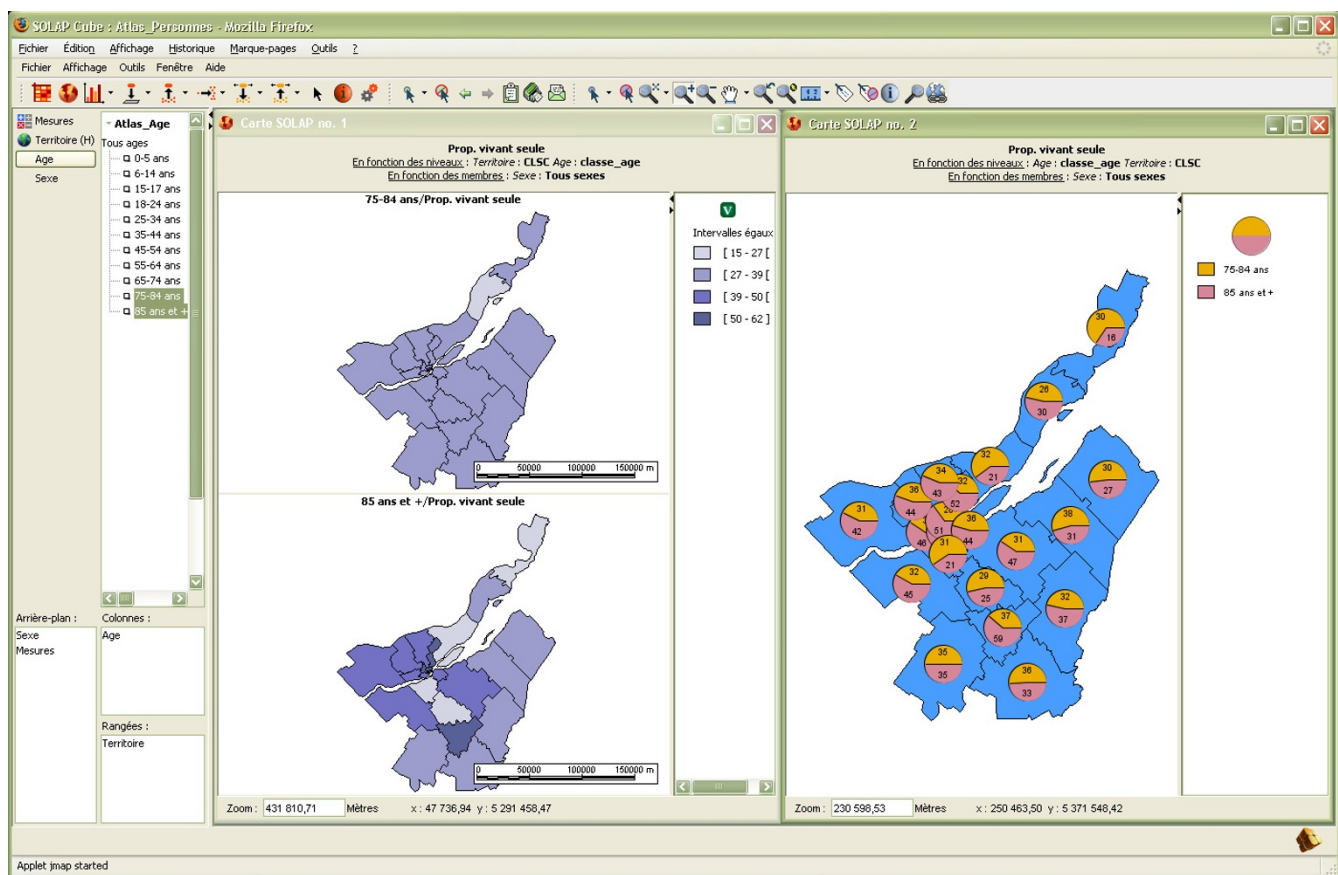 SOLAP Cube : Atlas_Personnes - Mozilla Firefox
Fichier Édition Affichage Historique Marque-pages Outils ?
Fichier Affichage Outils Fenêtre Aide
Mesures
Territoire (H)
Age
Sexe
Atlas_Age
Tous ages
0-5 ans
6-14 ans
15-17 ans
18-24 ans
25-34 ans
35-44 ans
45-54 ans
55-64 ans
65-74 ans
75-84 ans
85 ans et +
Arrière-plan :
Sexe
Mesures
Colonnes :
Age
Rangées :
Territoire
Carte SOLAP no. 1
Prop. vivant seule
En fonction des niveaux : Territoire : CLSC Age : classe_age
En fonction des membres : Sexe : Tous sexes
75-84 ans/Prop. vivant seule
0 50000 100000 150000 m
85 ans et +/Prop. vivant seule
0 50000 100000 150000 m
V
Intervalles égaux
[ 15 - 27 [
[ 27 - 39 [
[ 39 - 50 [
[ 50 - 62 ]
Zoom : 431 810,71 Mètres x : 47 736,94 y : 5 291 458,47
Carte SOLAP no. 2
Prop. vivant seule
En fonction des niveaux : Age : classe_age Territoire : CLSC
En fonction des membres : Sexe : Tous sexes
30
16
26
30
32
21
34
43
32
52
30
27
36
44
31
42
51
36
44
38
31
46
31
21
31
47
32
45
29
25
32
37
37
59
35
35
36
33
75-84 ans
85 ans et +
Zoom : 230 598,53 Mètres x : 250 463,50 y : 5 371 548,42
Applet jmap started